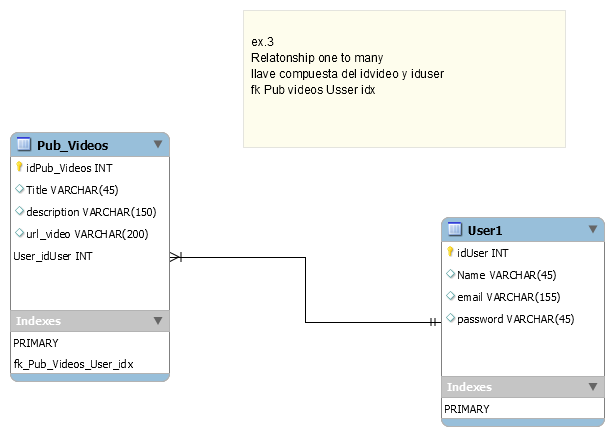 ex.3
Relatonship one to many
llave compuesta del idvideo y iduser
fk Pub videos Usser idx
Pub_Videos
idPub_Videos INT
Title VARCHAR(45)
description VARCHAR(150)
url_video VARCHAR(200)
User_idUser INT
Indexes
PRIMARY
fk_Pub_Videos_User_idx
User1
idUser INT
Name VARCHAR(45)
email VARCHAR(155)
password VARCHAR(45)
Indexes
PRIMARY